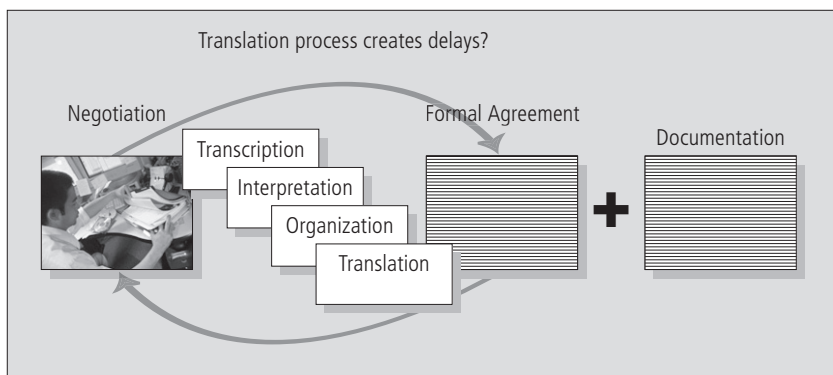 Translation process creates delays?
Negotiation
Formal Agreement
Documentation
Transcription
Interpretation
Organization
Translation